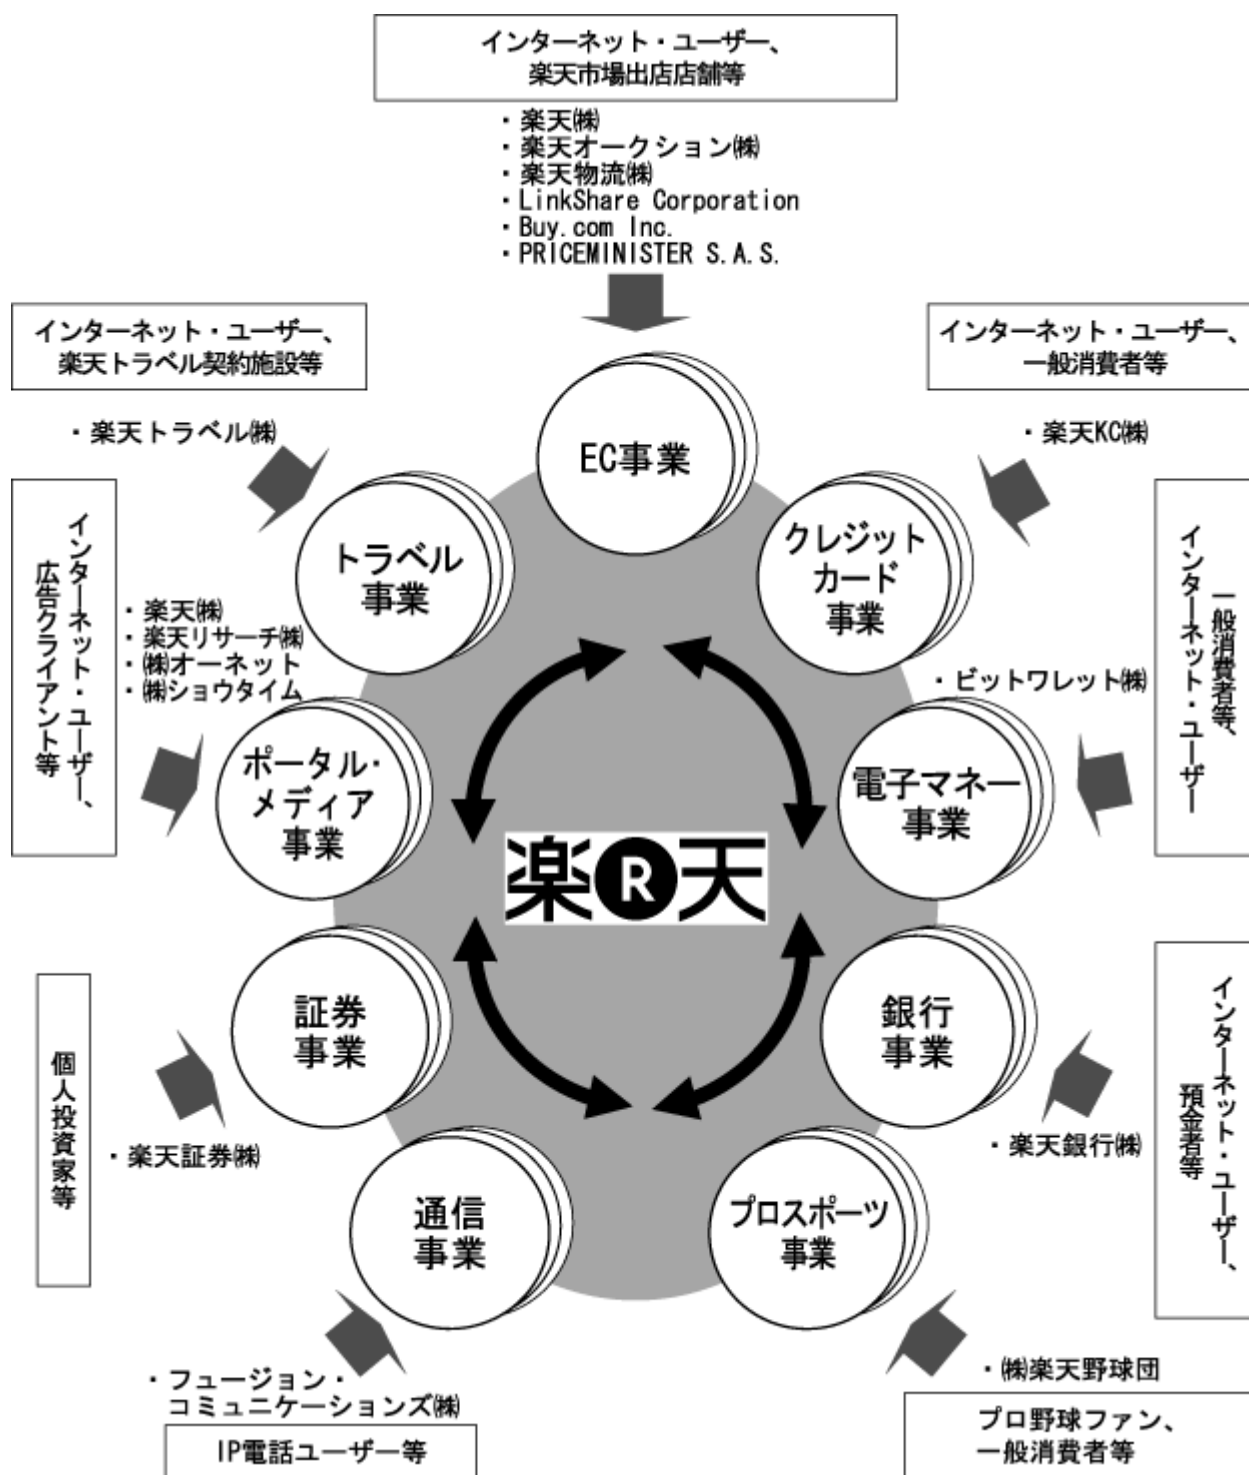 インターネット・ユーザー、
楽天市場出店店舗等
・楽天㈱
・楽天オークション㈱
・楽天物流㈱
・LinkShare Corporation
・Buy.com Inc.
・PRICEMINISTER S.A.S.
インターネット・ユーザー、
楽天トラベル契約施設等
・楽天トラベル㈱
インターネット・ユーザー、
一般消費者等
・楽天KC㈱
EC事業
トラベル
事業
クレジット
カード
事業
インターネット・ユーザー、
広告クライアント等
・楽天㈱
・楽天リサーチ㈱
・㈱オーネット
・㈱ショウタイム
ポータル・
メディア
事業
一般消費者等、
インターネット・ユーザー
・ビットワレット㈱
電子マネー
事業
楽R天
個人投資家等
・楽天証券㈱
証券
事業
インターネット・ユーザー、
預金者等
・楽天銀行㈱
銀行
事業
通信
事業
・フュージョン・
コミュニケーションズ㈱
IP電話ユーザー等
プロスポーツ
事業
・㈱楽天野球団
プロ野球ファン、
一般消費者等